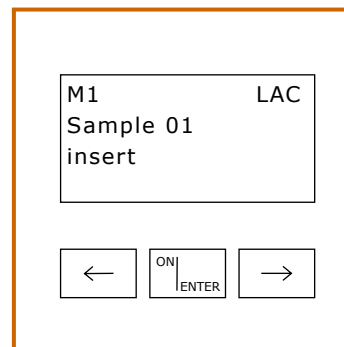 M1 LAC
Sample 01
insert
← ON|ENTER →